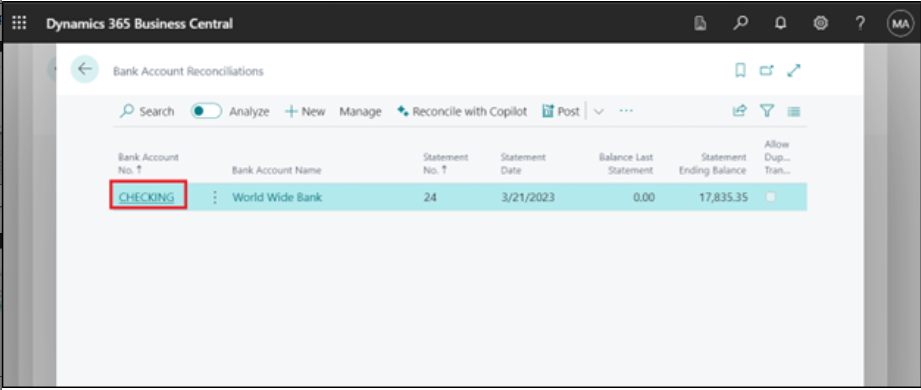 Dynamics 365 Business Central
? MA
Bank Account Reconciliations
Search Analyze + New Manage Reconcile with Copilot Post ...
Bank Account No. ↑ Bank Account Name Statement No. ↑ Statement Date Balance Last Statement Statement Ending Balance Allow Dup... Tran...
CHECKING World Wide Bank 24 3/21/2023 0.00 17,835.35